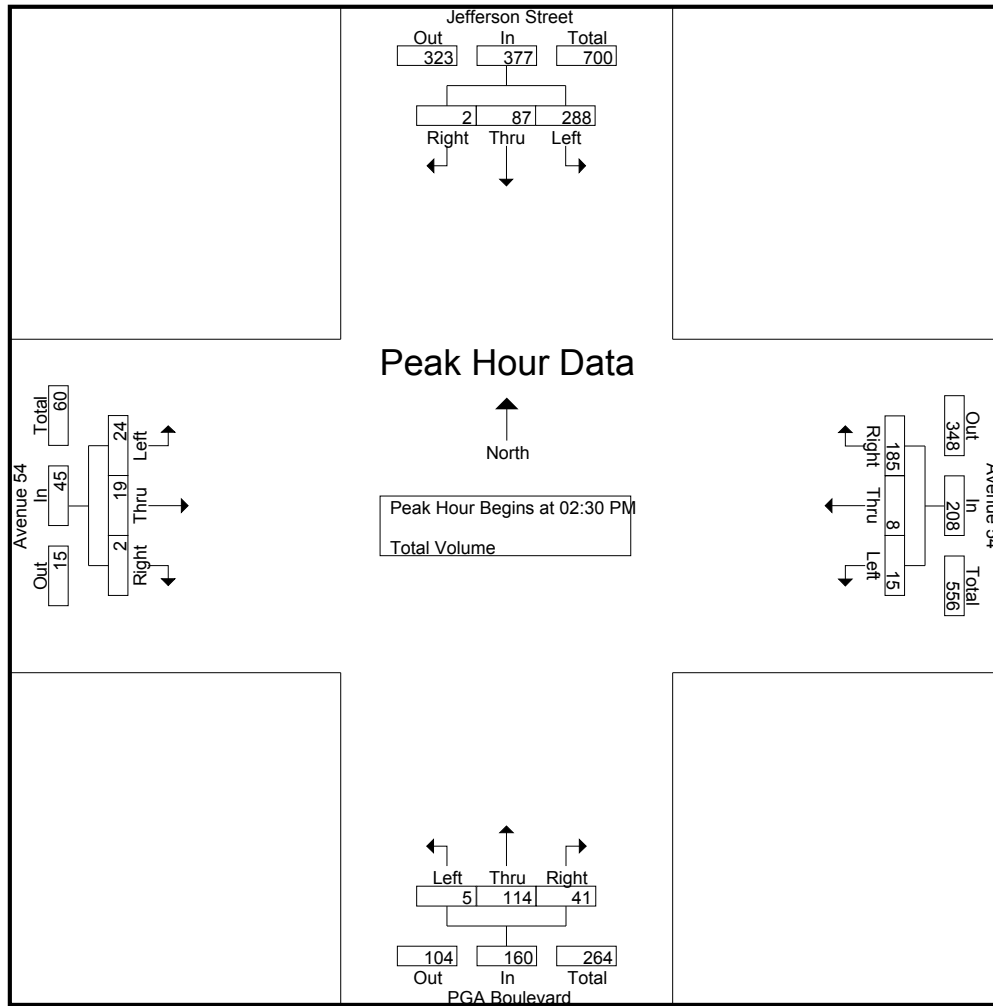 Jefferson Street
Out In Total
323 377 700
2 87 288
Right Thru Left
Peak Hour Data
North
Peak Hour Begins at 02:30 PM
Total Volume
Avenue 54
Total In Out
60 45 15
24 19 2
Left Thru Right
Avenue 54
Out In Total
348 208 556
185 8 15
Right Thru Left
Left Thru Right
5 114 41
104 160 264
Out In Total
PGA Boulevard